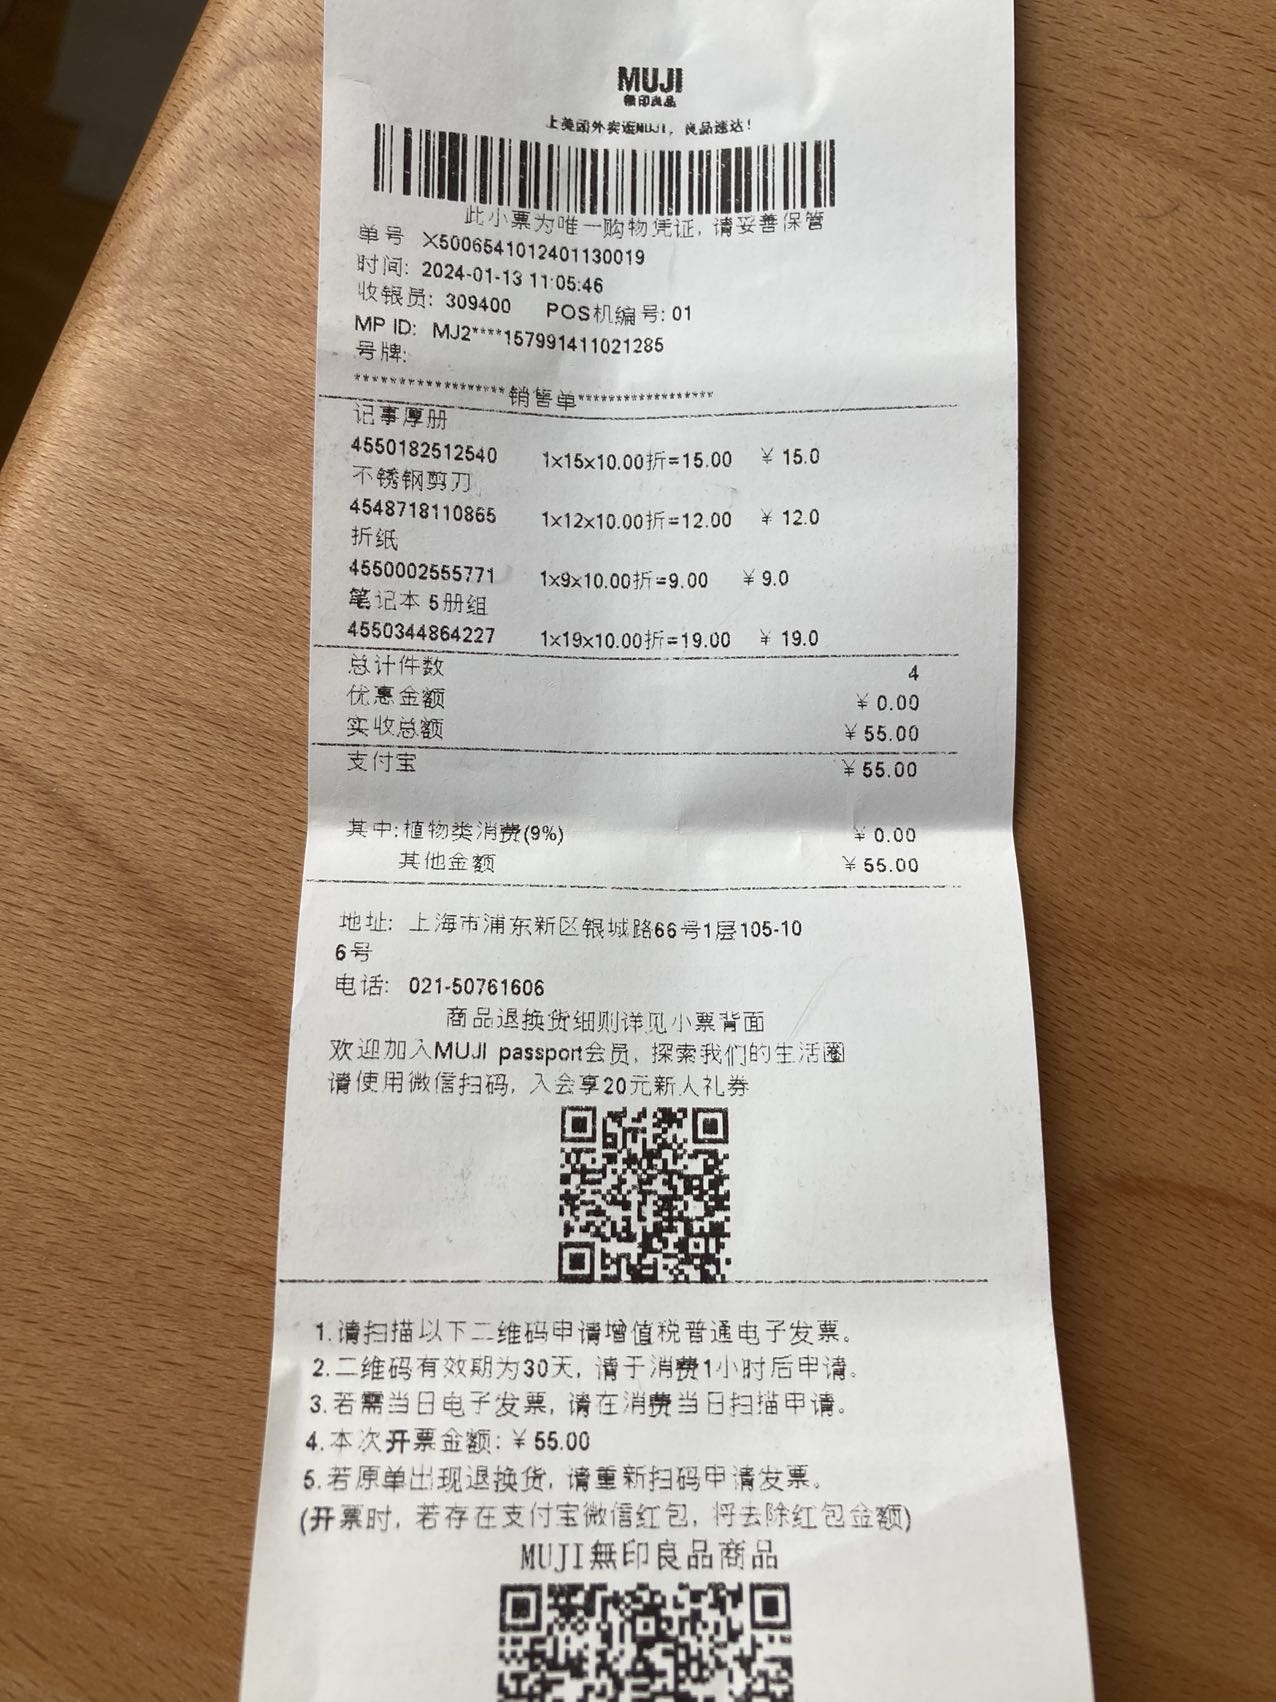 MUJI
無印良品
上美团外卖逛MUJI，良品速达！
此小票为唯一购物凭证，请妥善保管
单号 X5006541012401130019
时间: 2024-01-13 11:05:46
收银员: 309400 POS机编号: 01
MP ID: MJ2****157991411021285
号牌:
******************销售单******************
记事厚册
4550182512540 1x15x10.00折=15.00 ￥15.0
不锈钢剪刀
4548718110865 1x12x10.00折=12.00 ￥12.0
折纸
4550002555771 1x9x10.00折=9.00 ￥9.0
笔记本 5册组
4550344864227 1x19x10.00折=19.00 ￥19.0
总计件数 4
优惠金额 ￥0.00
实收总额 ￥55.00
支付宝 ￥55.00
其中:植物类消费(9%) ￥0.00
其他金额 ￥55.00
地址: 上海市浦东新区银城路66号1层105-10
6号
电话: 021-50761606
商品退换货细则详见小票背面
欢迎加入MUJI passport会员，探索我们的生活圈
请使用微信扫码，入会享20元新人礼券
1.请扫描以下二维码申请增值税普通电子发票。
2.二维码有效期为30天，请于消费1小时后申请。
3.若需当日电子发票，请在消费当日扫描申请。
4.本次开票金额:￥55.00
5.若原单出现退换货，请重新扫码申请发票。
(开票时，若存在支付宝微信红包，将去除红包金额)
MUJI無印良品商品